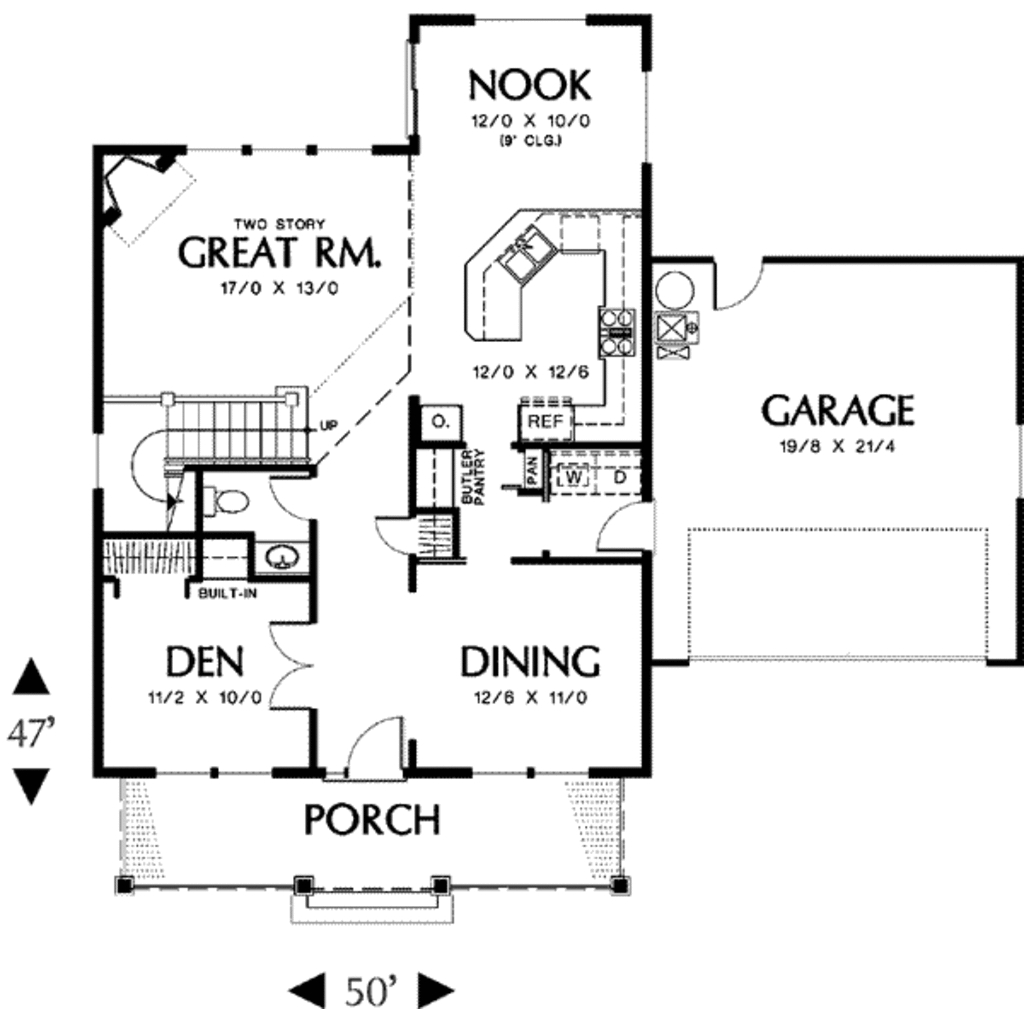 NOOK
12/0 X 10/0
(9' CLG.)
TWO STORY
GREAT RM.
17/0 X 13/0
12/0 X 12/6
GARAGE
19/8 X 21/4
O.
REF
UP
BUTLER
PANTRY
PAN
W
D
BUILT-IN
DEN
11/2 X 10/0
DINING
12/6 X 11/0
47'
PORCH
50'